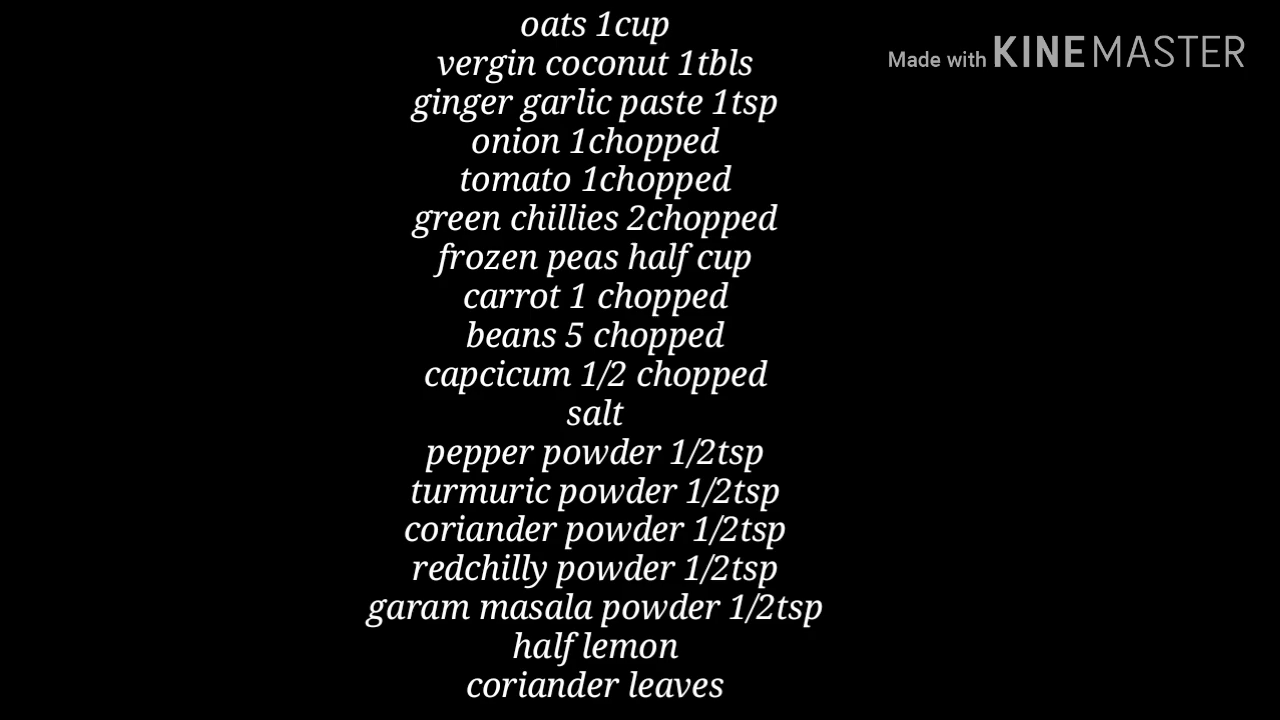 oats 1cup
Made with KINEMASTER
vergin coconut 1tbls
ginger garlic paste 1tsp
onion 1chopped
tomato 1chopped
green chillies 2chopped
frozen peas half cup
carrot 1 chopped
beans 5 chopped
capcicum 1/2 chopped
salt
pepper powder 1/2tsp
turmuric powder 1/2tsp
coriander powder 1/2tsp
redchilly powder 1/2tsp
garam masala powder 1/2tsp
half lemon
coriander leaves